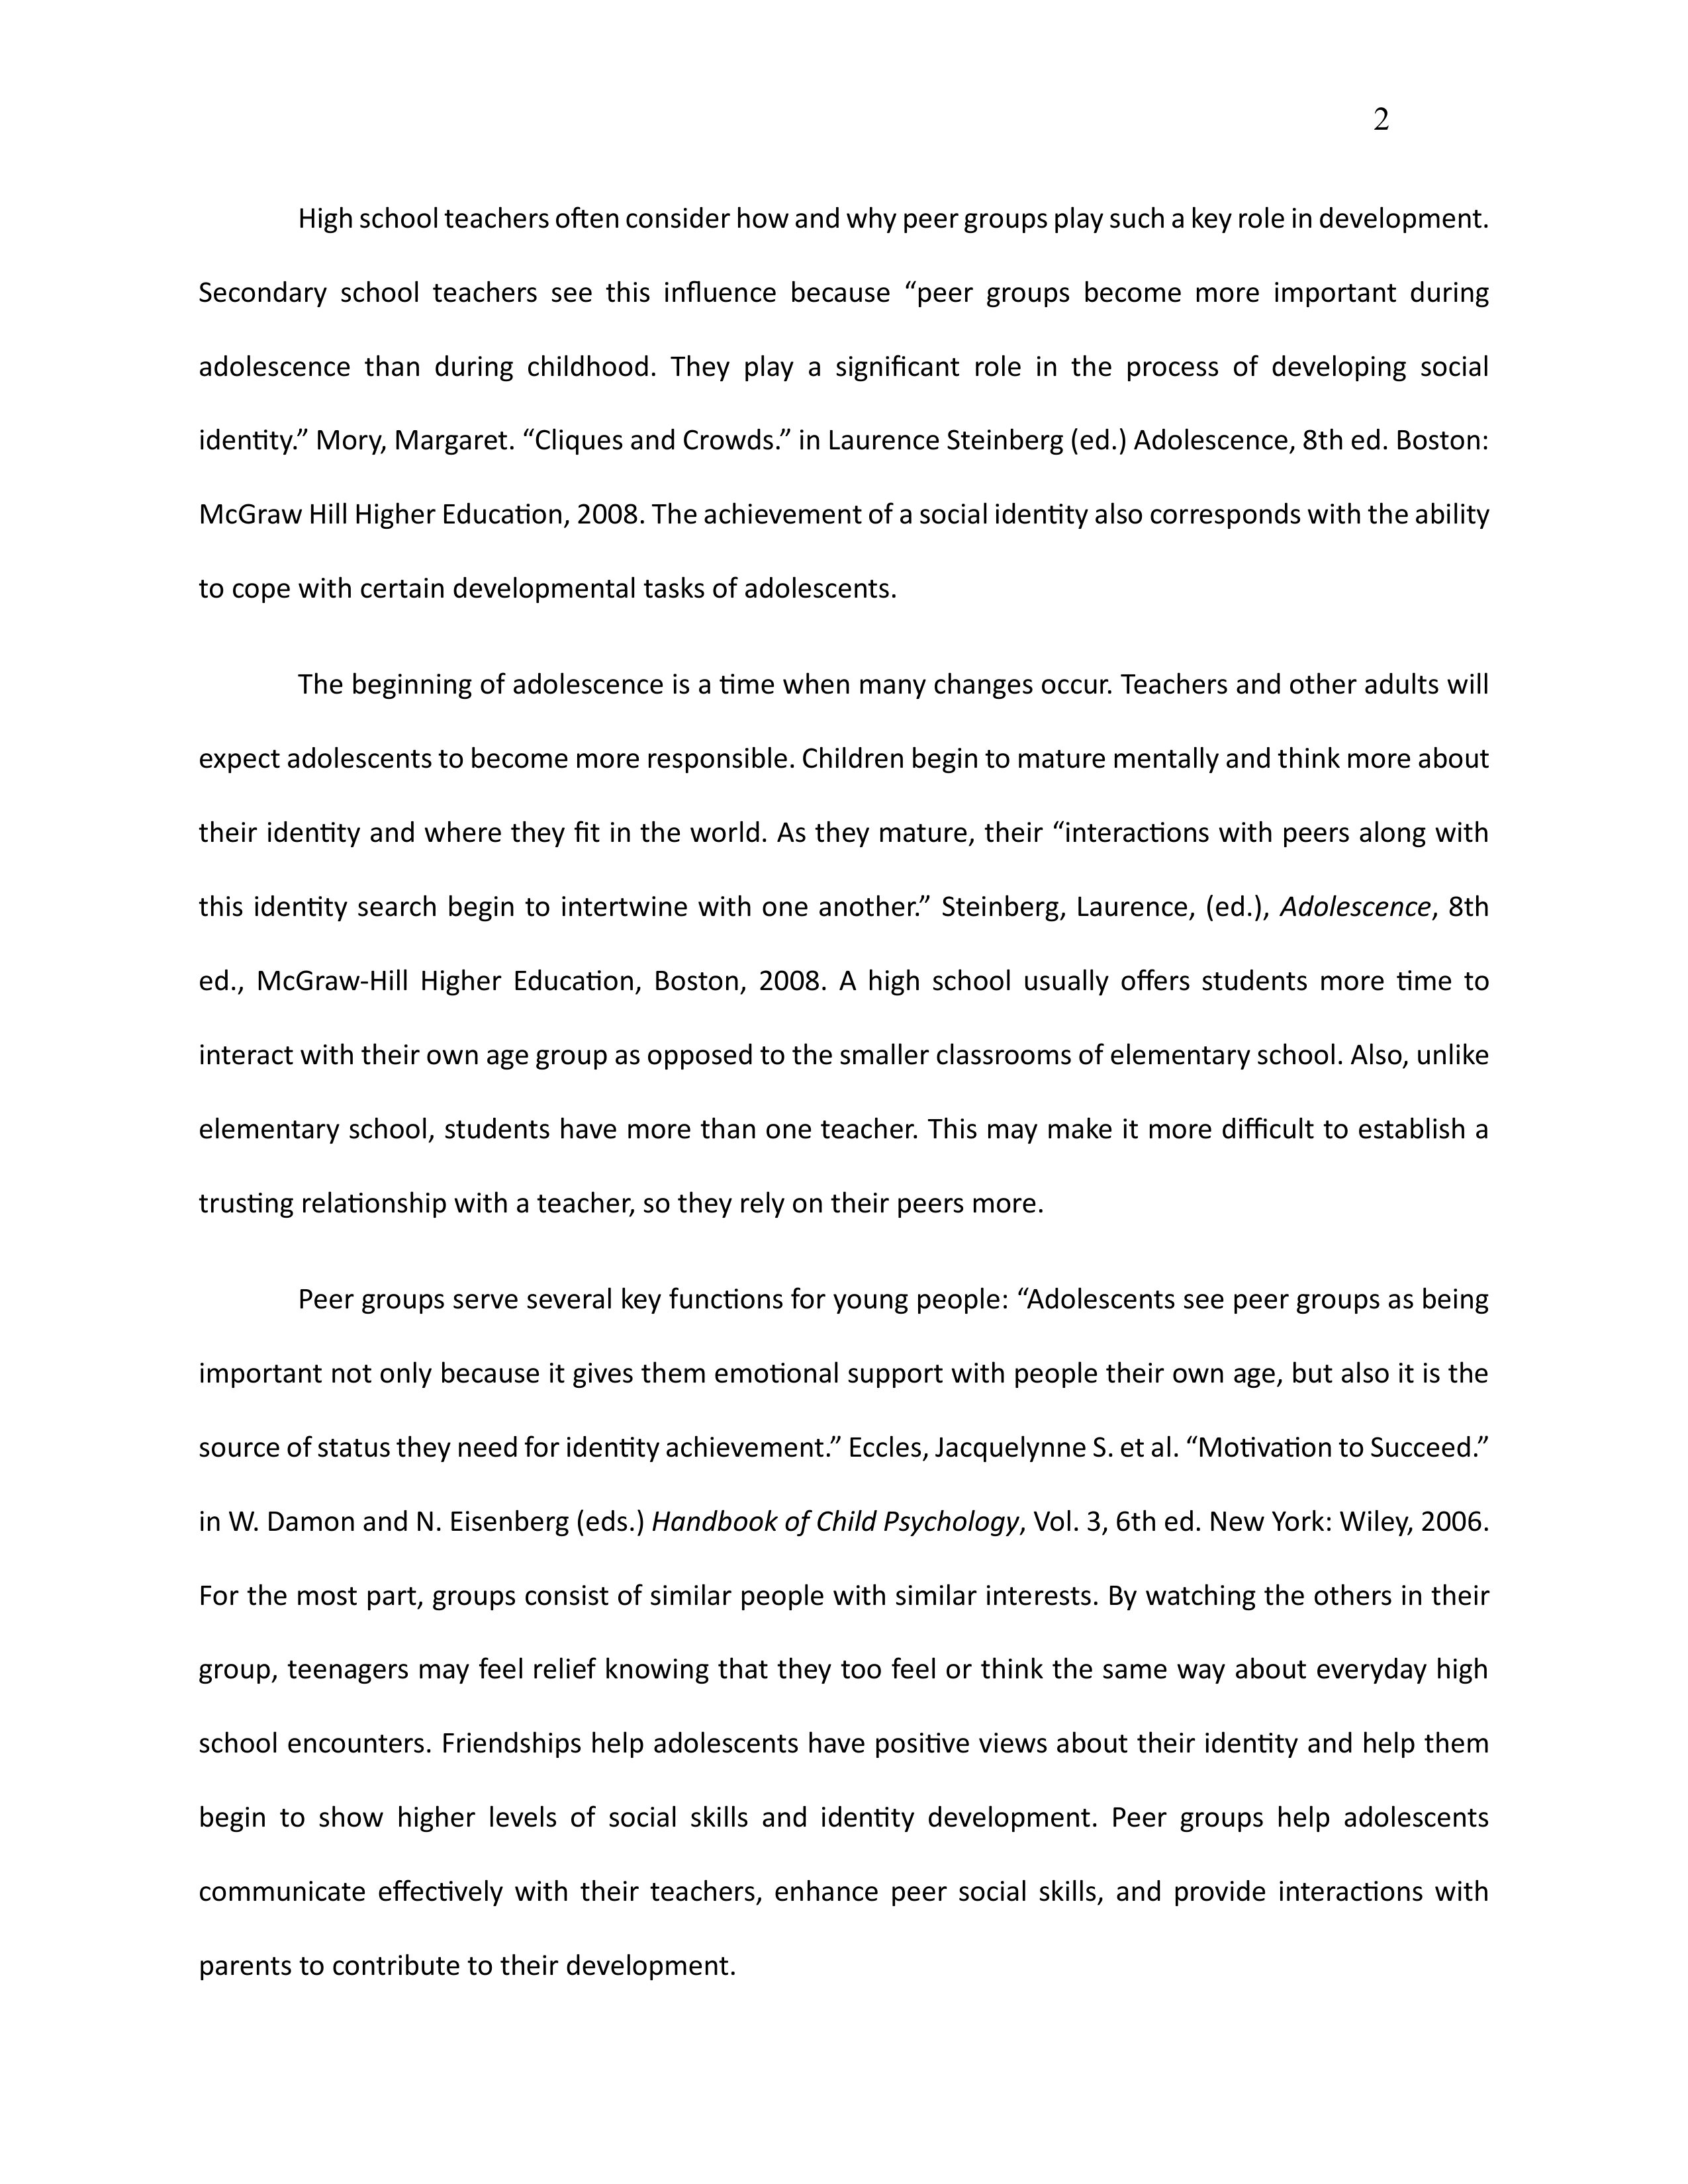 2
High school teachers often consider how and why peer groups play such a key role in development.
Secondary school teachers see this influence because “peer groups become more important during
adolescence than during childhood. They play a significant role in the process of developing social
identity.” Mory, Margaret. “Cliques and Crowds.” in Laurence Steinberg (ed.) Adolescence, 8th ed. Boston:
McGraw Hill Higher Education, 2008. The achievement of a social identity also corresponds with the ability
to cope with certain developmental tasks of adolescents.
The beginning of adolescence is a time when many changes occur. Teachers and other adults will
expect adolescents to become more responsible. Children begin to mature mentally and think more about
their identity and where they fit in the world. As they mature, their “interactions with peers along with
this identity search begin to intertwine with one another.” Steinberg, Laurence, (ed.), Adolescence, 8th
ed., McGraw-Hill Higher Education, Boston, 2008. A high school usually offers students more time to
interact with their own age group as opposed to the smaller classrooms of elementary school. Also, unlike
elementary school, students have more than one teacher. This may make it more difficult to establish a
trusting relationship with a teacher, so they rely on their peers more.
Peer groups serve several key functions for young people: “Adolescents see peer groups as being
important not only because it gives them emotional support with people their own age, but also it is the
source of status they need for identity achievement.” Eccles, Jacquelynne S. et al. “Motivation to Succeed.”
in W. Damon and N. Eisenberg (eds.) Handbook of Child Psychology, Vol. 3, 6th ed. New York: Wiley, 2006.
For the most part, groups consist of similar people with similar interests. By watching the others in their
group, teenagers may feel relief knowing that they too feel or think the same way about everyday high
school encounters. Friendships help adolescents have positive views about their identity and help them
begin to show higher levels of social skills and identity development. Peer groups help adolescents
communicate effectively with their teachers, enhance peer social skills, and provide interactions with
parents to contribute to their development.